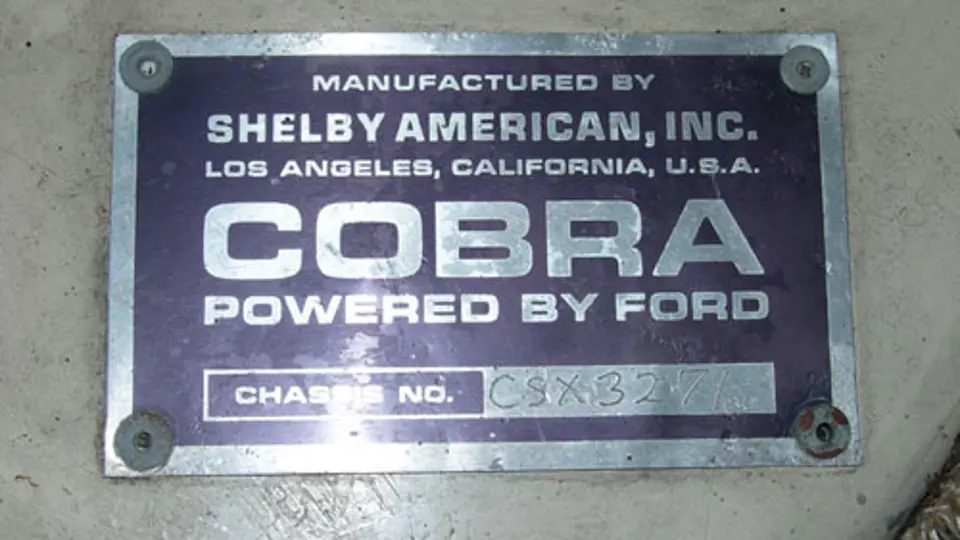 MANUFACTURED BY
SHELBY AMERICAN, INC.
LOS ANGELES, CALIFORNIA, U.S.A.
COBRA
POWERED BY FORD
CHASSIS NO. CSX3271